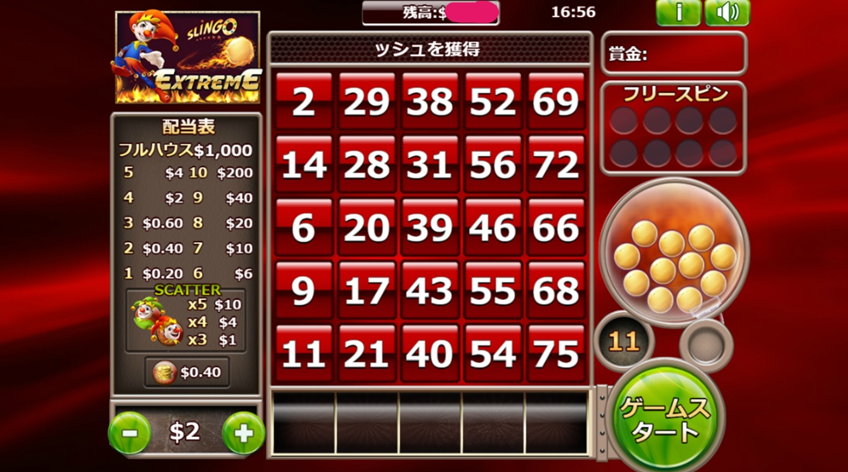 残高:$
16:56
SLINGO
EXTREME
ッシュを獲得
賞金:
フリースピン
配当表
フルハウス$1,000
5 $4 10 $200
4 $2 9 $40
3 $0.60 8 $20
2 $0.40 7 $10
1 $0.20 6 $6
SCATTER
x5 $10
x4 $4
x3 $1
$0.40
- $2 +
2 29 38 52 69
14 28 31 56 72
6 20 39 46 66
9 17 43 55 68
11 21 40 54 75
i
11
ゲームス
タート